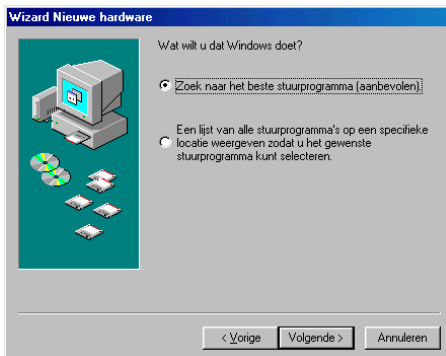 Wizard Nieuwe hardware
Wat wilt u dat Windows doet?
Zoek naar het beste stuurprogramma (aanbevolen).
Een lijst van alle stuurprogramma's op een specifieke
locatie weergeven zodat u het gewenste
stuurprogramma kunt selecteren.
< Vorige Volgende > Annuleren